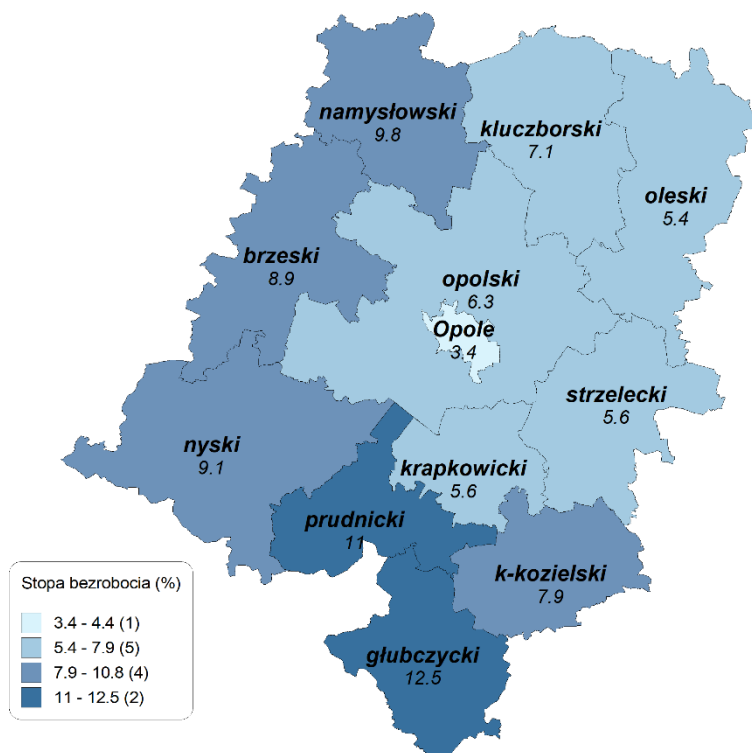 namysłowski
9.8
kluczborski
7.1
oleski
5.4
brzeski
8.9
opolski
6.3
Opole
3.4
strzelecki
5.6
nyski
9.1
krapkowicki
5.6
prudnicki
11
k-kozielski
7.9
głubczycki
12.5
Stopa bezrobocia (%)
3.4 - 4.4 (1)
5.4 - 7.9 (5)
7.9 - 10.8 (4)
11 - 12.5 (2)